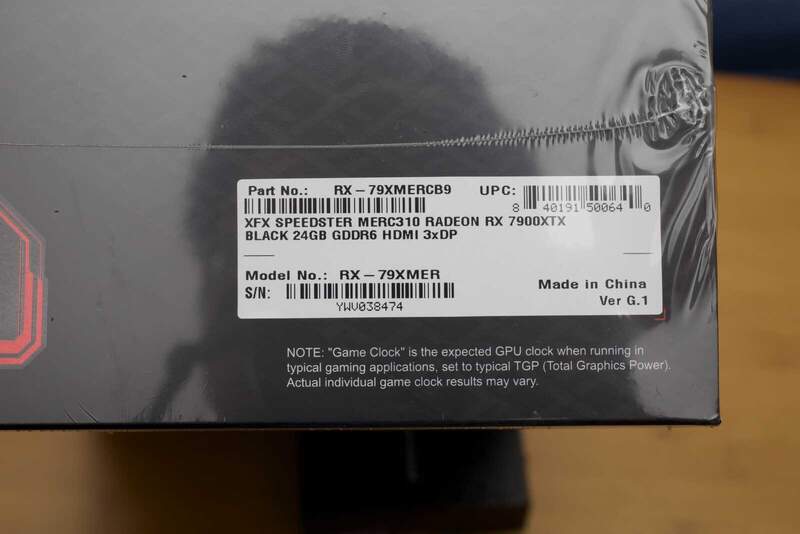 Part No.: RX-79XMERCB9 UPC:
8 40191 50064 0
XFX SPEEDSTER MERC310 RADEON RX 7900XTX
BLACK 24GB GDDR6 HDMI 3xDP
Model No.: RX-79XMER
S/N:
YWV038474
Made in China
Ver G.1
NOTE: "Game Clock" is the expected GPU clock when running in
typical gaming applications, set to typical TGP (Total Graphics Power).
Actual individual game clock results may vary.